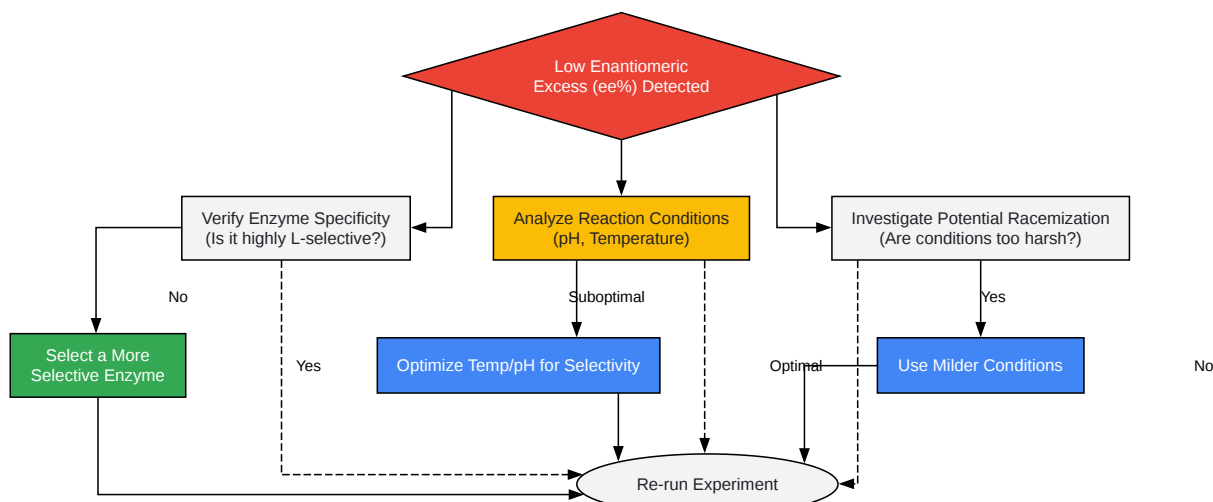 Low Enantiomeric
Excess (ee%) Detected
Verify Enzyme Specificity
(Is it highly L-selective?)
Analyze Reaction Conditions
(pH, Temperature)
Investigate Potential Racemization
(Are conditions too harsh?)
No
Suboptimal
Yes
Select a More
Selective Enzyme
Yes
Optimize Temp/pH for Selectivity
Optimal
Use Milder Conditions
No
Re-run Experiment